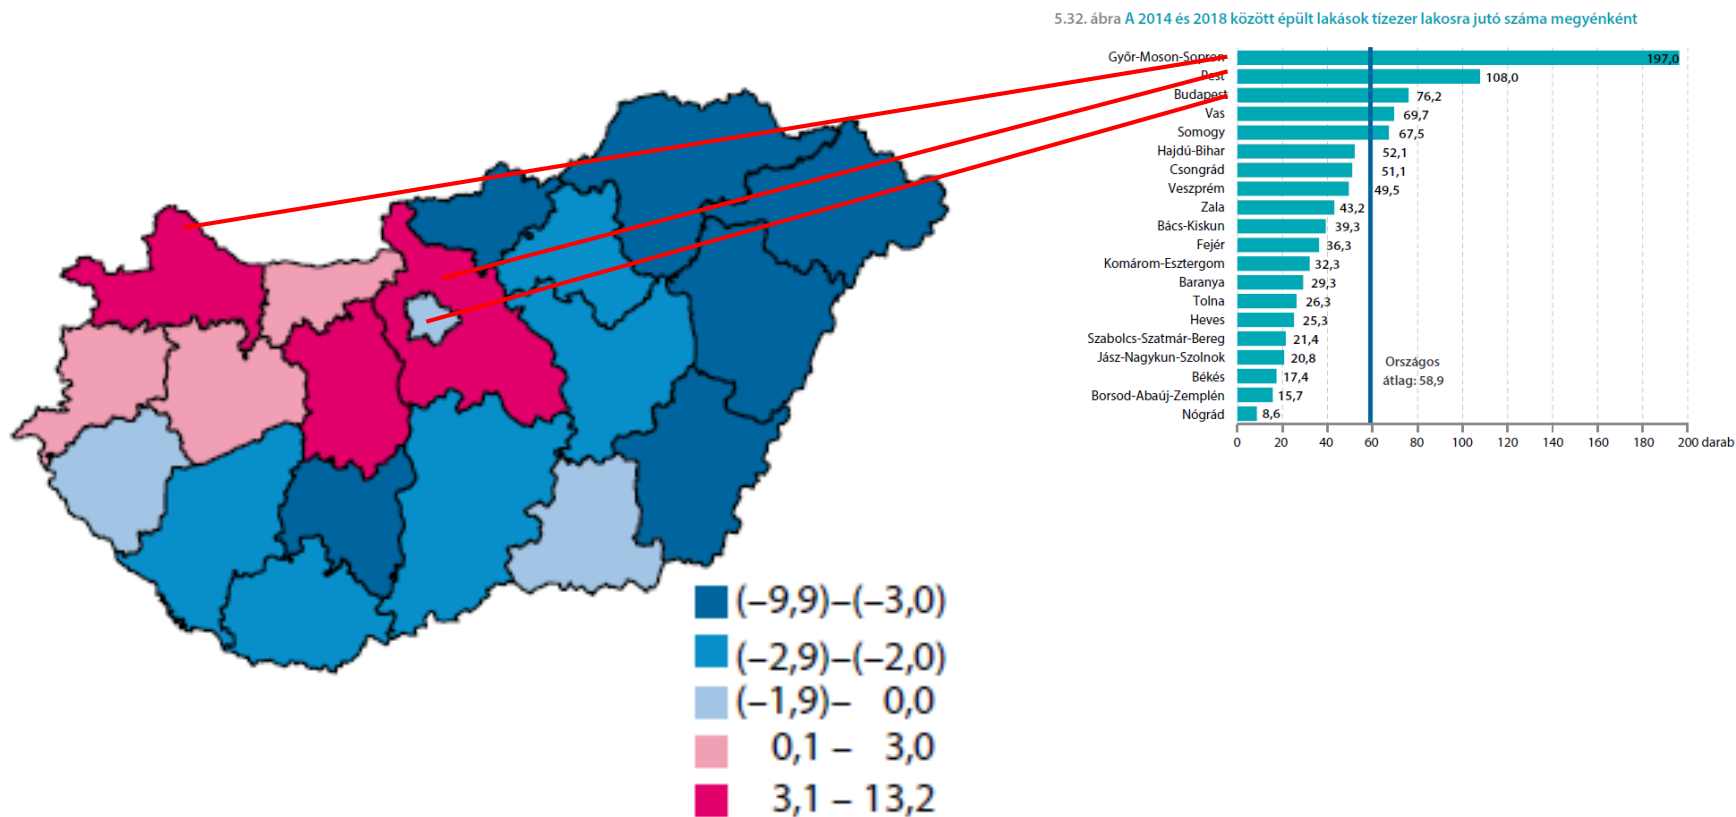 5.32. ábra A 2014 és 2018 között épült lakások tízezer lakosra jutó száma megyénként
Győr-Moson-Sopron 197,0
Pest 108,0
Budapest 76,2
Vas 69,7
Somogy 67,5
Hajdú-Bihar 52,1
Csongrád 51,1
Veszprém 49,5
Zala 43,2
Bács-Kiskun 39,3
Fejér 36,3
Komárom-Esztergom 32,3
Baranya 29,3
Tolna 26,3
Heves 25,3
Szabolcs-Szatmár-Bereg 21,4
Jász-Nagykun-Szolnok 20,8
Békés 17,4
Borsod-Abaúj-Zemplén 15,7
Nógrád 8,6
Országos
átlag: 58,9
0 20 40 60 80 100 120 140 160 180 200 darab
(–9,9)–(–3,0)
(–2,9)–(–2,0)
(–1,9)– 0,0
0,1 – 3,0
3,1 – 13,2